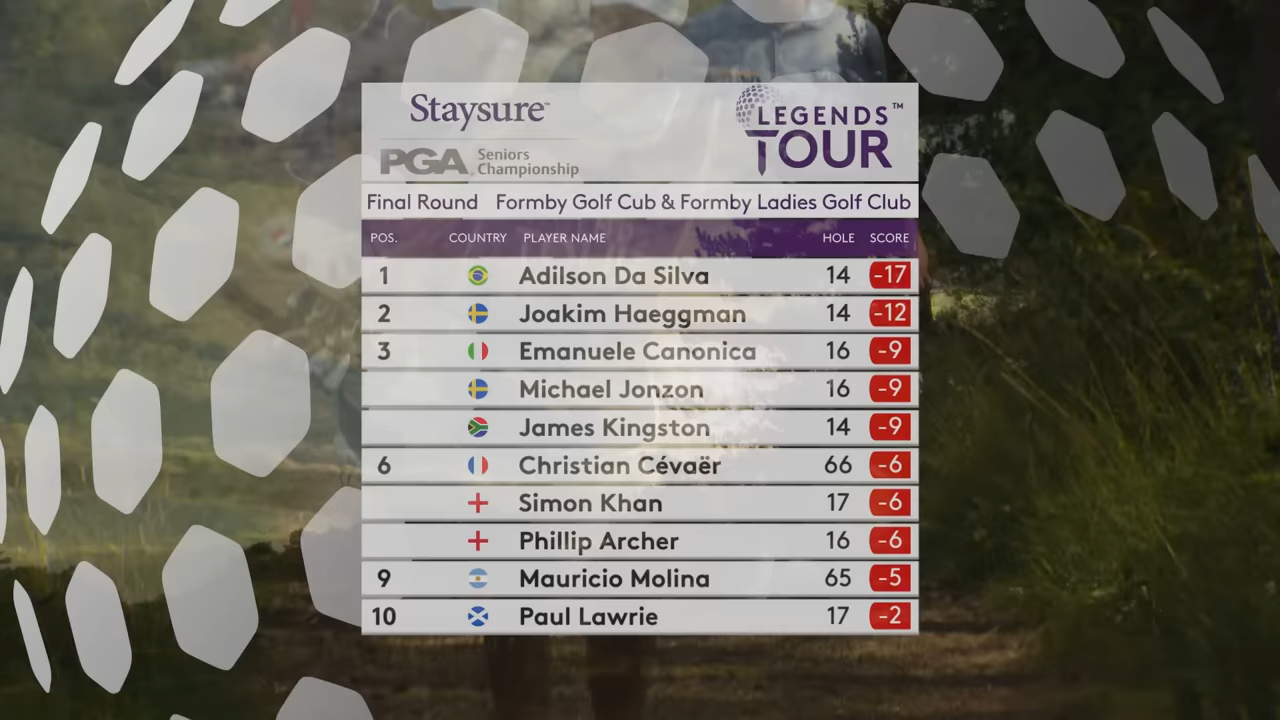 Staysure™
LEGENDS™
TOUR
PGA Seniors
Championship
Final Round Formby Golf Cub & Formby Ladies Golf Club
POS. COUNTRY PLAYER NAME HOLE SCORE
1 Adilson Da Silva 14 -17
2 Joakim Haeggman 14 -12
3 Emanuele Canonica 16 -9
Michael Jonzon 16 -9
James Kingston 14 -9
6 Christian Cévaër 66 -6
Simon Khan 17 -6
Phillip Archer 16 -6
9 Mauricio Molina 65 -5
10 Paul Lawrie 17 -2